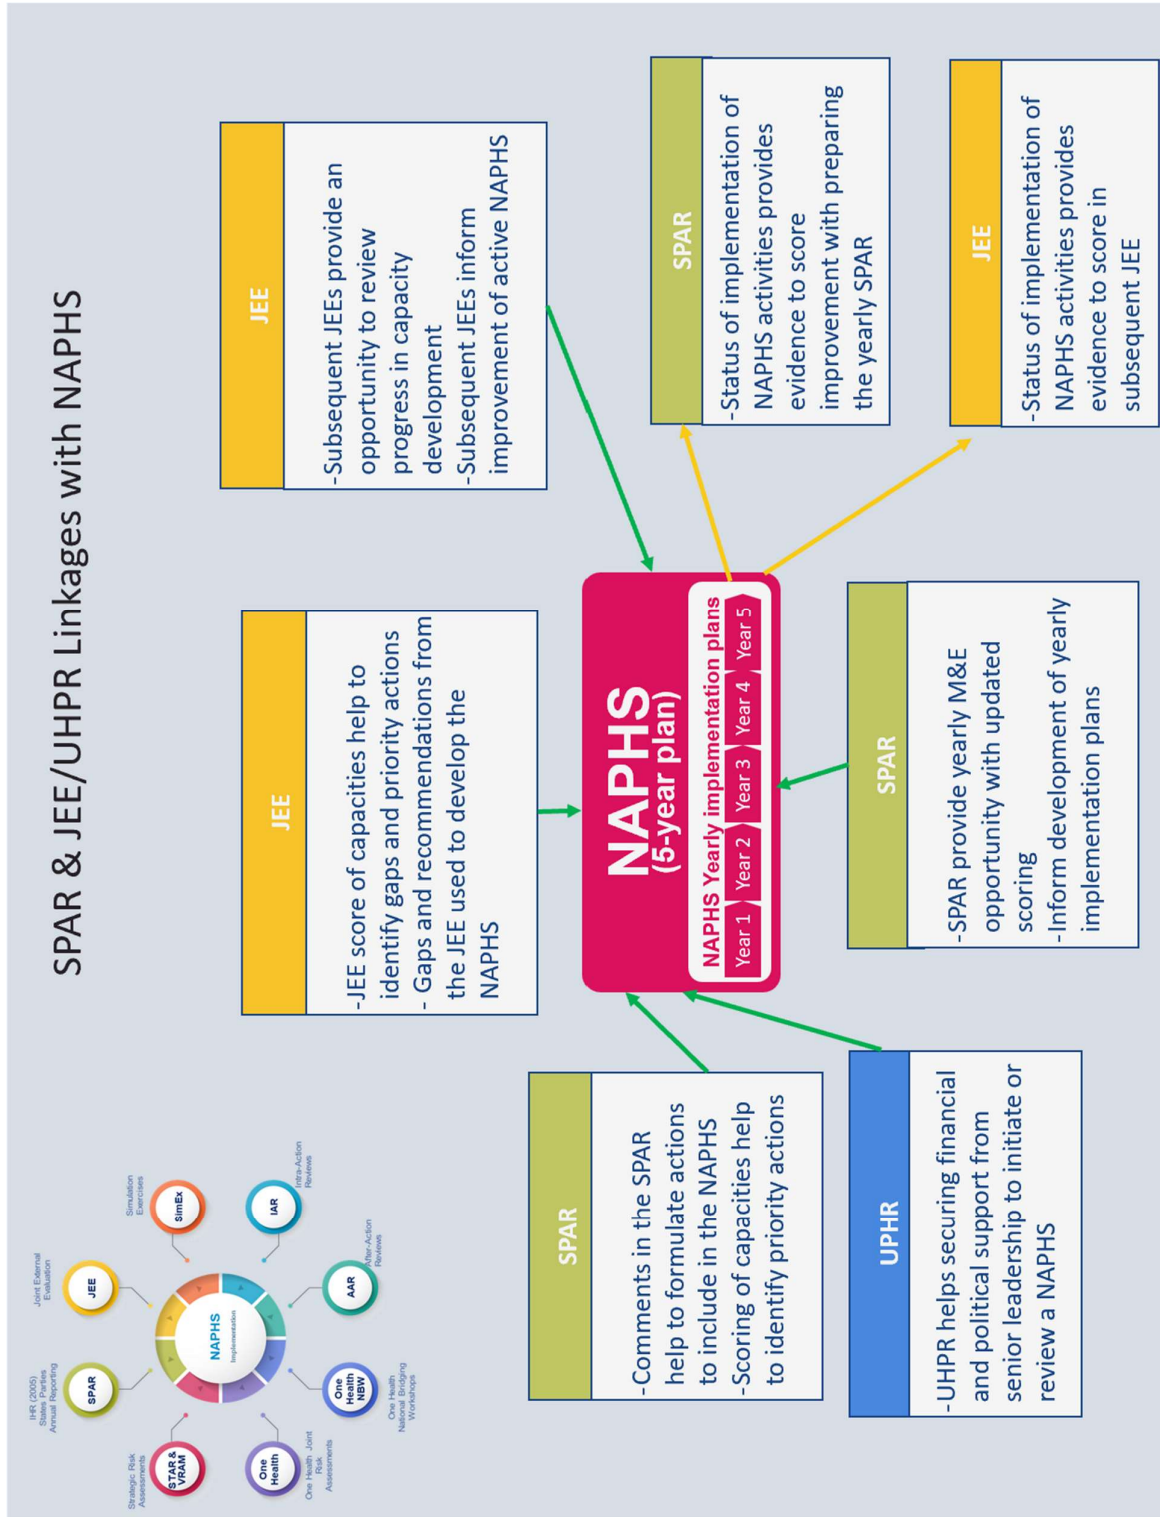 SPAR & JEE/UHPR Linkages with NAPHS
IHR (2005)
States Parties
Annual Reporting
SPAR
Joint External
Evaluation
JEE
Simulation
Exercises
SimEx
Intra-Action
Reviews
IAR
After-Action
Reviews
AAR
One Health
National Bridging
Workshops
One
Health
NBW
One Health Joint
Risk
Assessments
One
Health
Strategic Risk
Assessments
STAR &
VRAM
NAPHS
Implementation
JEE
-JEE score of capacities help to
identify gaps and priority actions
- Gaps and recommendations from
the JEE used to develop the
NAPHS
JEE
-Subsequent JEEs provide an
opportunity to review
progress in capacity
development
-Subsequent JEEs inform
improvement of active NAPHS
SPAR
-Comments in the SPAR
help to formulate actions
to include in the NAPHS
-Scoring of capacities help
to identify priority actions
NAPHS
(5-year plan)
NAPHS Yearly implementation plans
Year 1
Year 2
Year 3
Year 4
Year 5
SPAR
-Status of implementation of
NAPHS activities provides
evidence to score
improvement with preparing
the yearly SPAR
UPHR
-UHPR helps securing financial
and political support from
senior leadership to initiate or
review a NAPHS
SPAR
-SPAR provide yearly M&E
opportunity with updated
scoring
-Inform development of yearly
implementation plans
JEE
-Status of implementation of
NAPHS activities provides
evidence to score in
subsequent JEE